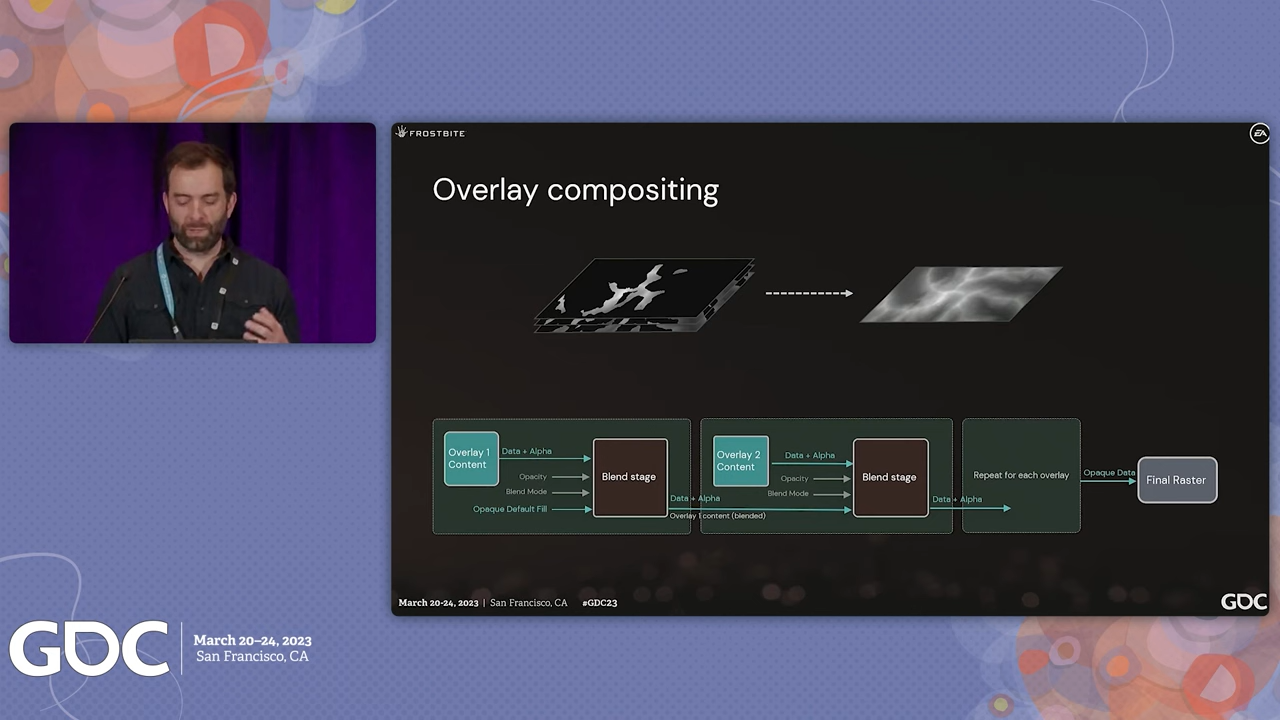 FROSTBITE
EA
Overlay compositing
Overlay 1
Content
Data + Alpha
Opacity
Blend Mode
Opaque Default Fill
Blend stage
Data + Alpha
Overlay 1 content (blended)
Overlay 2
Content
Data + Alpha
Opacity
Blend Mode
Blend stage
Data + Alpha
Repeat for each overlay
Opaque Data
Final Raster
March 20-24, 2023 | San Francisco, CA #GDC23
GDC
GDC
March 20–24, 2023
San Francisco, CA